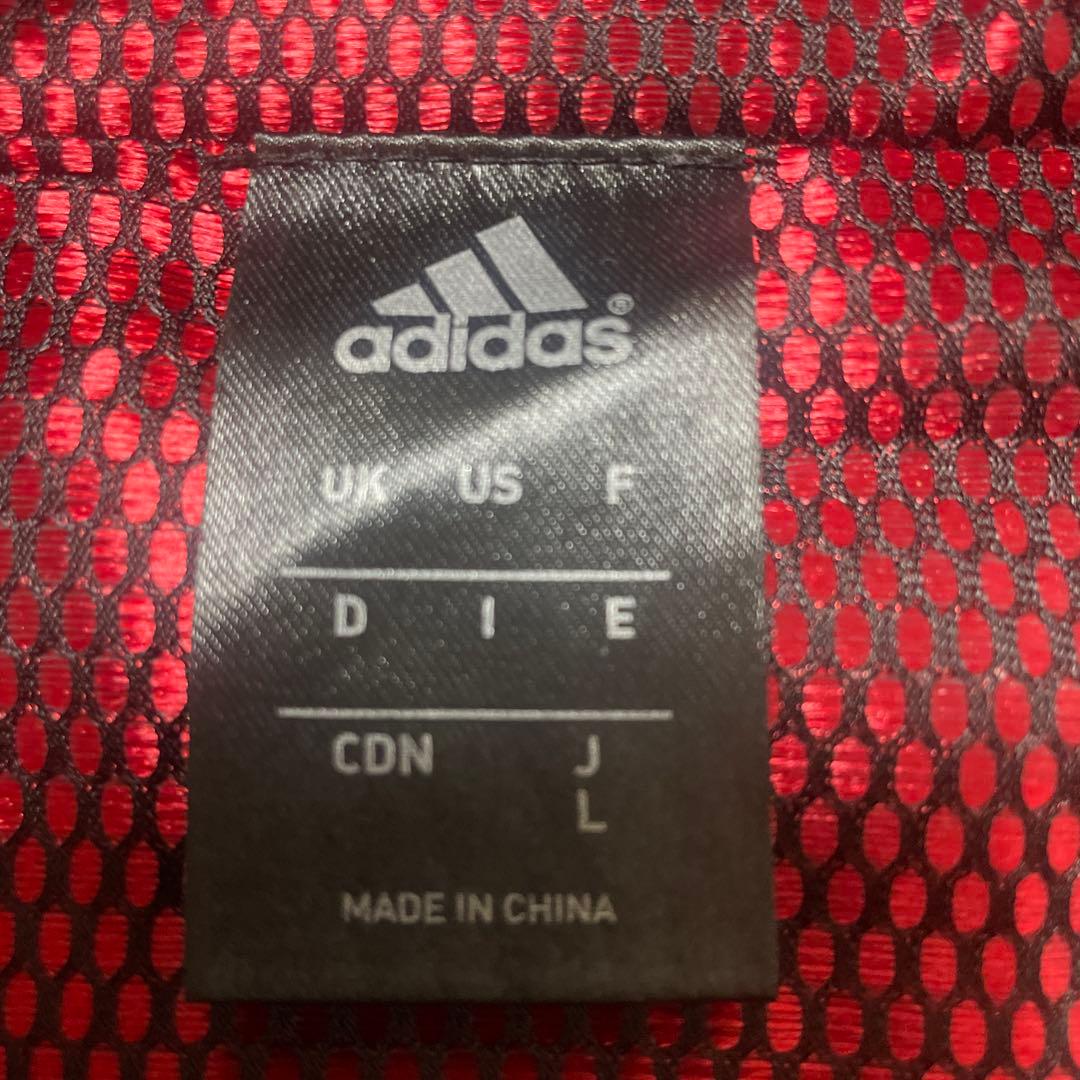 adidas®
UK US F
D I E
CDN J
L
MADE IN CHINA